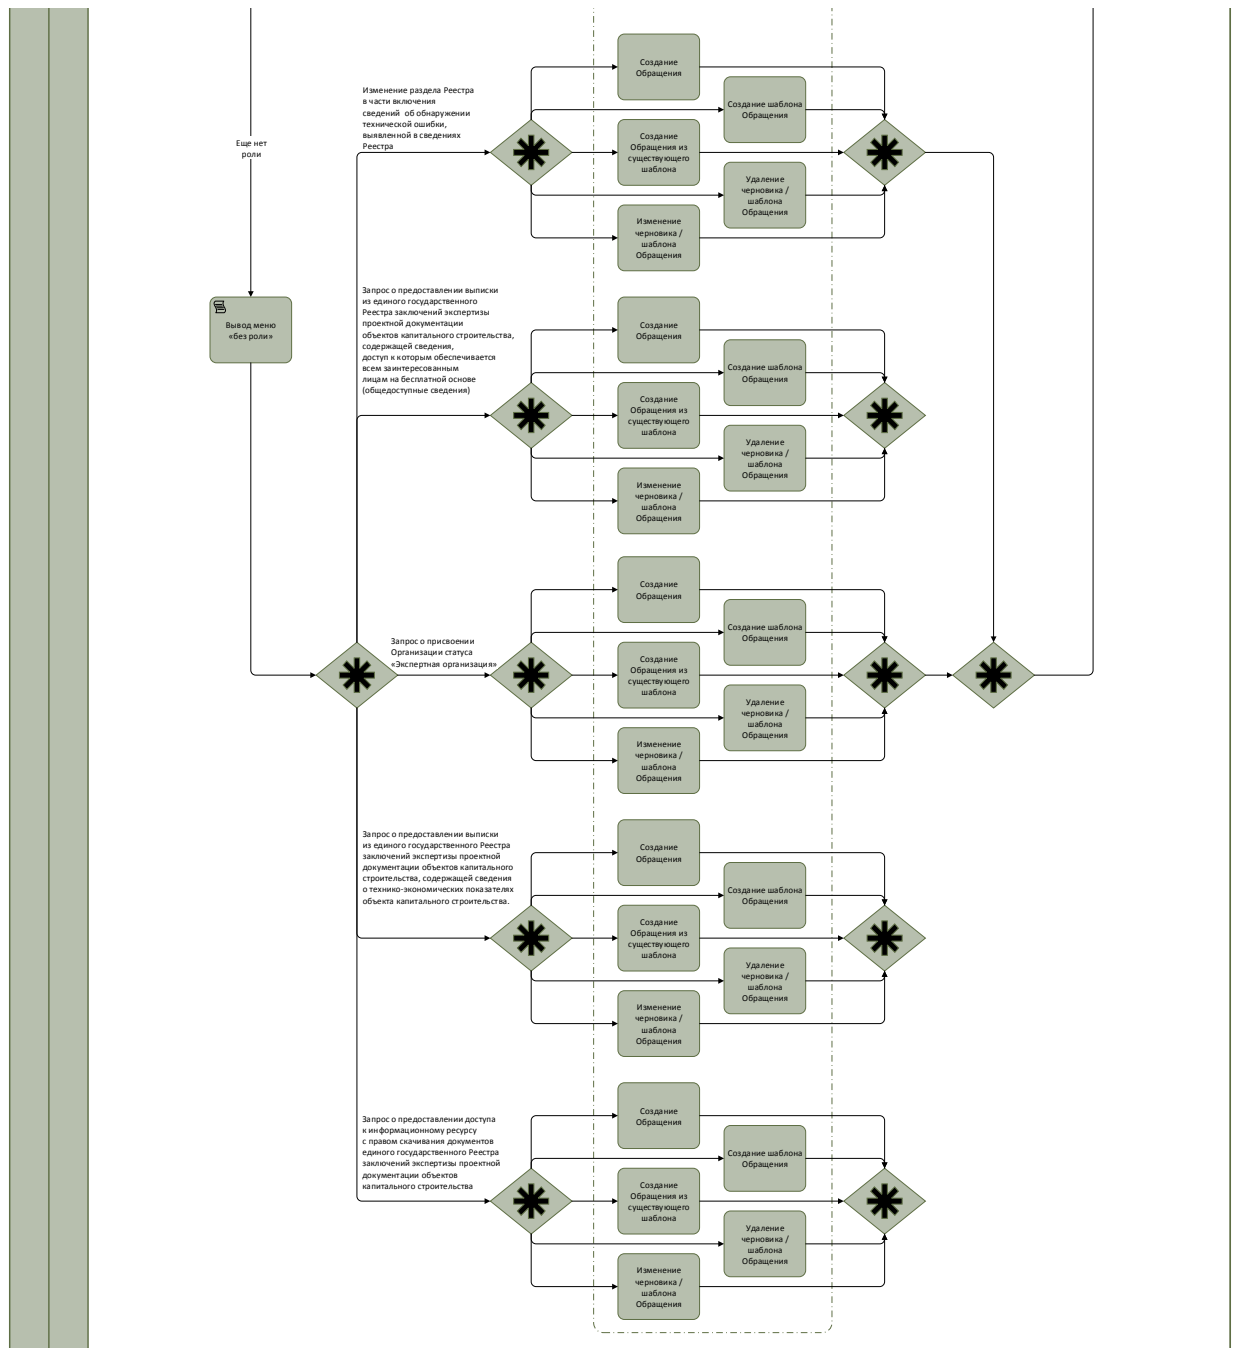 Еще нет
роли
Вывод меню
«без роли»
Изменение раздела Реестра
в части включения
сведений об обнаружении
технической ошибки,
выявленной в сведениях
Реестра
Создание
Обращения
Создание шаблона
Обращения
Создание
Обращения из
существующего
шаблона
Удаление
черновика /
шаблона
Обращения
Изменение
черновика /
шаблона
Обращения
Запрос о предоставлении выписки
из единого государственного
Реестра заключений экспертизы
проектной документации
объектов капитального строительства,
содержащей сведения,
доступ к которым обеспечивается
всем заинтересованным
лицам на бесплатной основе
(общедоступные сведения)
Создание
Обращения
Создание шаблона
Обращения
Создание
Обращения из
существующего
шаблона
Удаление
черновика /
шаблона
Обращения
Изменение
черновика /
шаблона
Обращения
Запрос о присвоении
Организации статуса
«Экспертная организация»
Создание
Обращения
Создание шаблона
Обращения
Создание
Обращения из
существующего
шаблона
Удаление
черновика /
шаблона
Обращения
Изменение
черновика /
шаблона
Обращения
Запрос о предоставлении выписки
из единого государственного Реестра
заключений экспертизы проектной
документации объектов капитального
строительства, содержащей сведения
о технико-экономических показателях
объекта капитального строительства.
Создание
Обращения
Создание шаблона
Обращения
Создание
Обращения из
существующего
шаблона
Удаление
черновика /
шаблона
Обращения
Изменение
черновика /
шаблона
Обращения
Запрос о предоставлении доступа
к информационному ресурсу
с правом скачивания документов
единого государственного Реестра
заключений экспертизы проектной
документации объектов
капитального строительства
Создание
Обращения
Создание шаблона
Обращения
Создание
Обращения из
существующего
шаблона
Удаление
черновика /
шаблона
Обращения
Изменение
черновика /
шаблона
Обращения